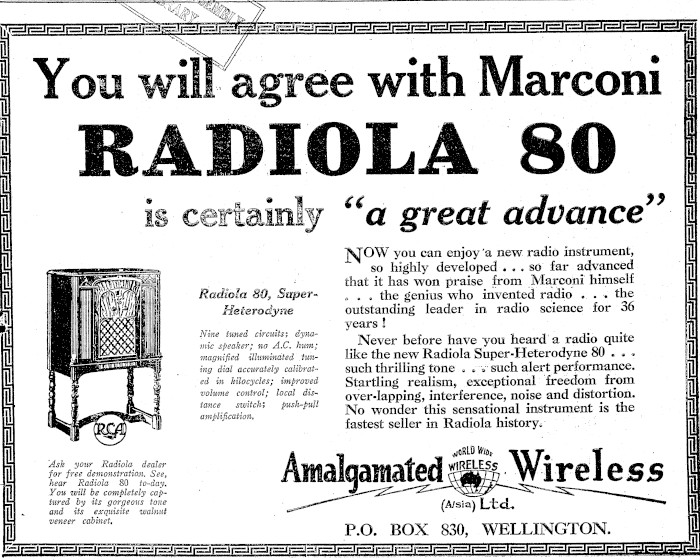 You will agree with Marconi
RADIOLA 80
is certainly "a great advance"
NOW you can enjoy a new radio instrument,
so highly developed . . . so far advanced
that it has won praise from Marconi himself
. . . the genius who invented radio . . . the
outstanding leader in radio science for 36
years !
Never before have you heard a radio quite
like the new Radiola Super-Heterodyne 80 . . .
such thrilling tone . . . such alert performance.
Startling realism, exceptional freedom from
over-lapping, interference, noise and distortion.
No wonder this sensational instrument is the
fastest seller in Radiola history.
Radiola 80, Super-
Heterodyne
Nine tuned circuits; dyna-
mic speaker; no A.C. hum;
magnified illuminated tun-
ing dial accurately calibrat-
ed in kilocycles; improved
volume control; local dis-
tance switch; push-pull
amplification.
RCA
Ask your Radiola dealer
for free demonstration. See,
hear Radiola 80 to-day.
You will be completely cap-
tured by its gorgeous tone
and its exquisite walnut
veneer cabinet.
Amalgamated WORLD WIDE WIRELESS Wireless
(A/sia) Ltd.
P.O. BOX 830, WELLINGTON.